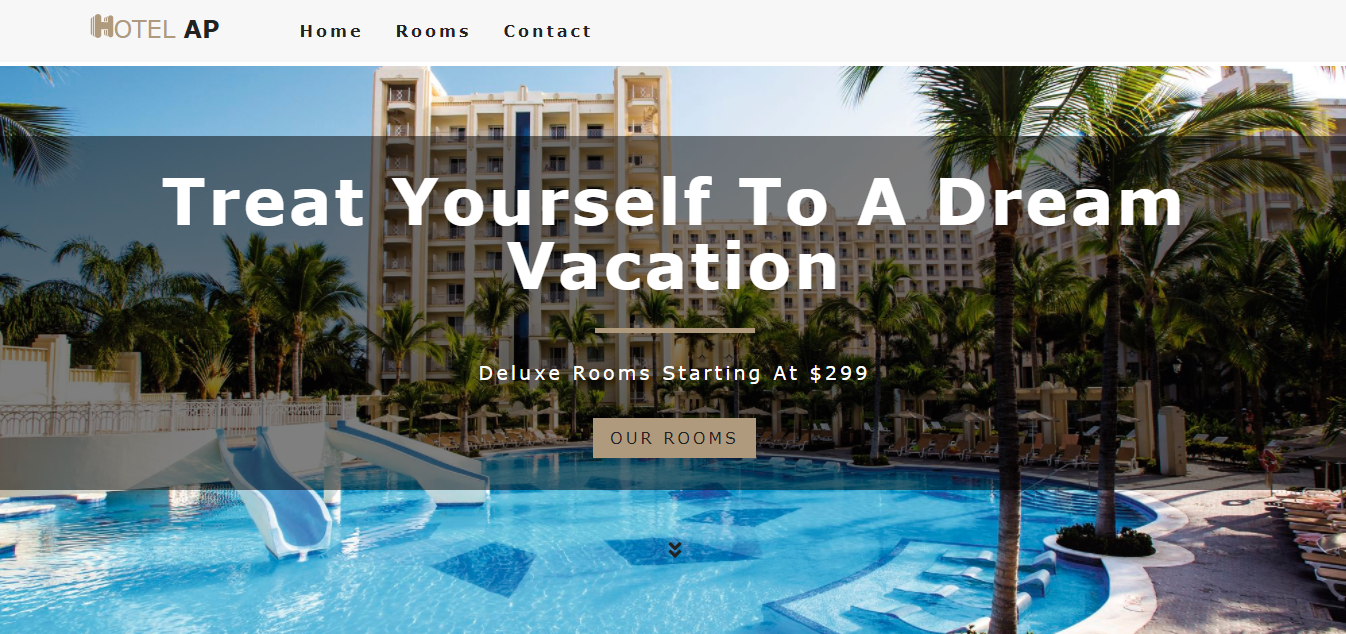 HOTEL AP
Home Rooms Contact
Treat Yourself To A Dream
Vacation
Deluxe Rooms Starting At $299
OUR ROOMS